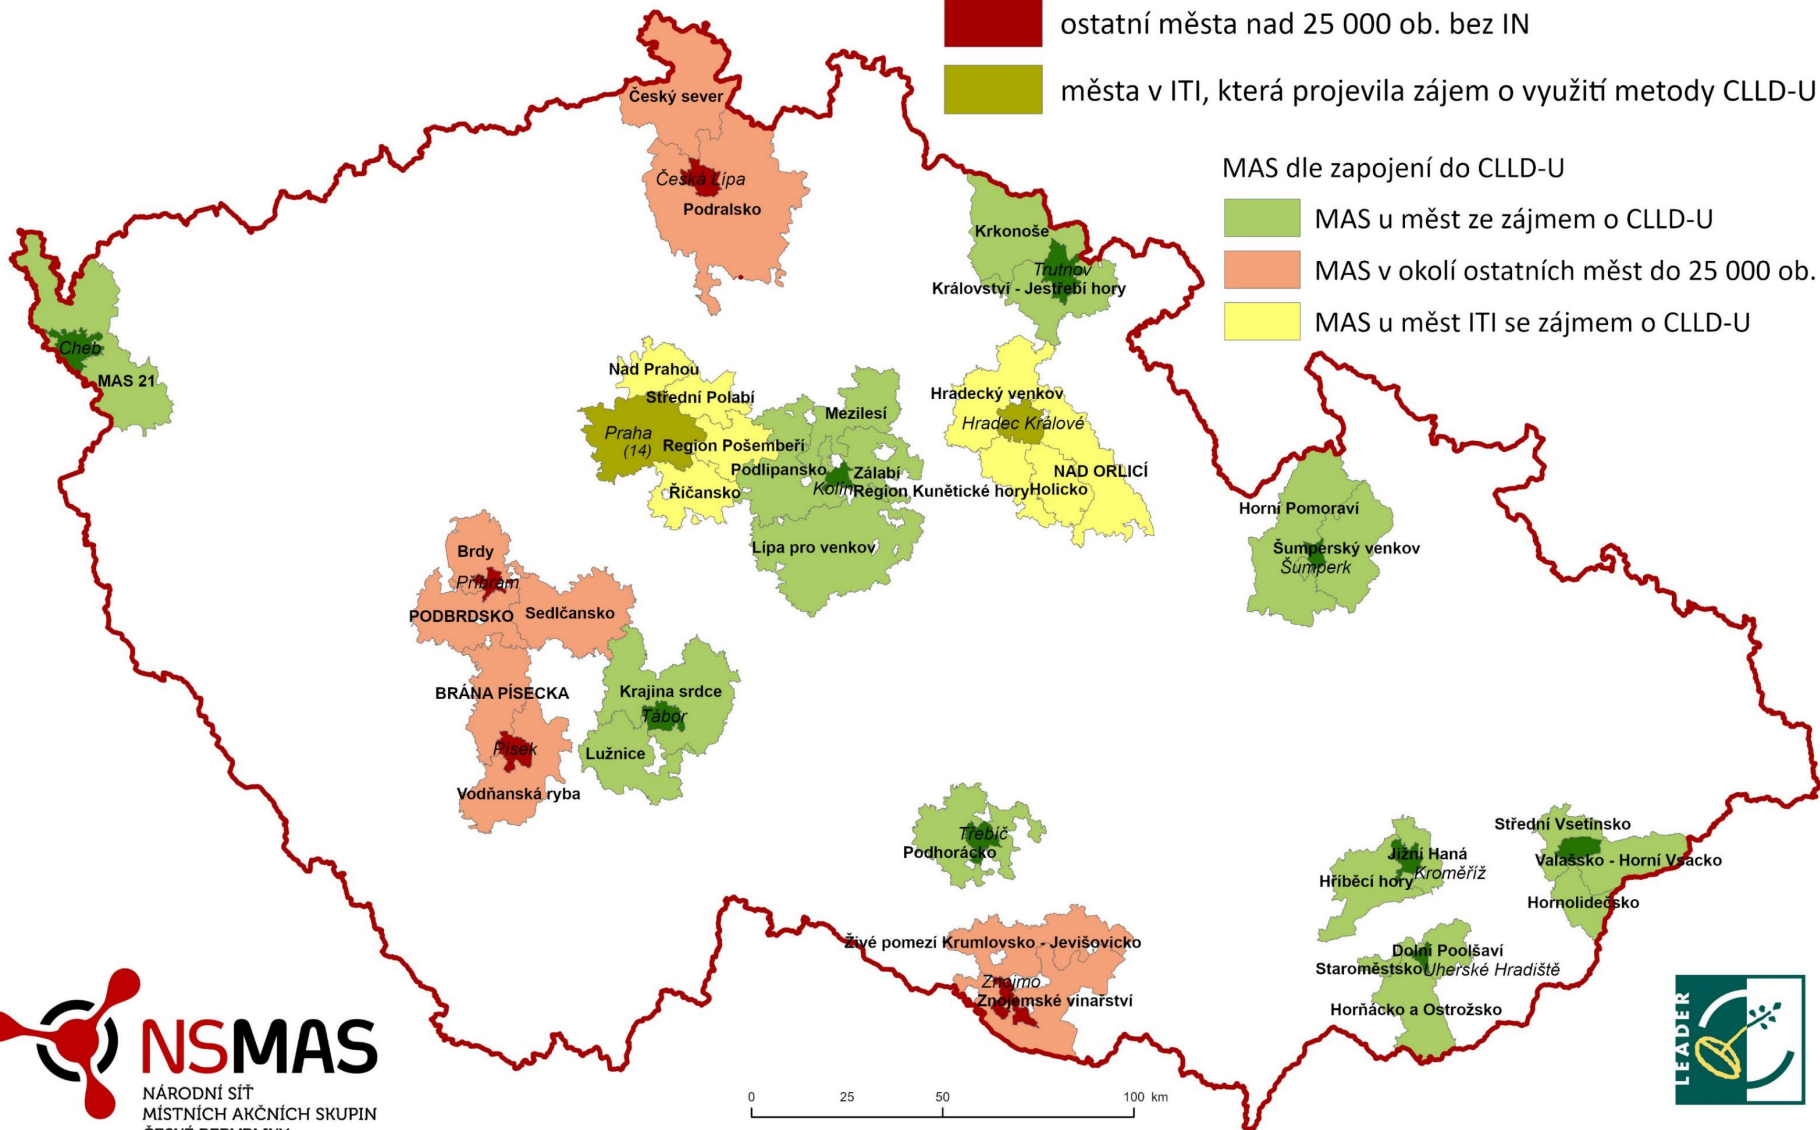 ostatní města nad 25 000 ob. bez IN
města v ITI, která projevila zájem o využití metody CLLD-U
MAS dle zapojení do CLLD-U
MAS u měst ze zájmem o CLLD-U
MAS v okolí ostatních měst do 25 000 ob.
MAS u měst ITI se zájmem o CLLD-U
Český sever
Česká Lípa
Podralsko
Krkonoše
Trutnov
Království - Jestřebí hory
Cheb
MAS 21
Nad Prahou
Střední Polabí
Praha
(14)
Region Pošembeří
Říčansko
Mezilesí
Podlipansko
Zálabí
Kolín
Region Kunětické hory
Lípa pro venkov
Hradecký venkov
Hradec Králové
NAD ORLICÍ
Holicko
Horní Pomoraví
Šumperský venkov
Šumperk
Brdy
Příbram
PODBRDSKO
Sedlčansko
BRÁNA PÍSECKA
Písek
Vodňanská ryba
Krajina srdce
Tábor
Lužnice
Třebíč
Podhorácko
Živé pomezí Krumlovsko - Jevišovicko
Znojmo
Znojemské vinařství
Střední Vsetínsko
Valašsko - Horní Vsacko
Hornolidečsko
Jižní Haná
Kroměříž
Hříběcí hory
Dolní Poolšaví
Staroměstsko
Uherské Hradiště
Horňácko a Ostrožsko
NSMAS
NÁRODNÍ SÍŤ
MÍSTNÍCH AKČNÍCH SKUPIN
ČESKÉ REPUBLIKY
0 25 50 100 km
LEADER